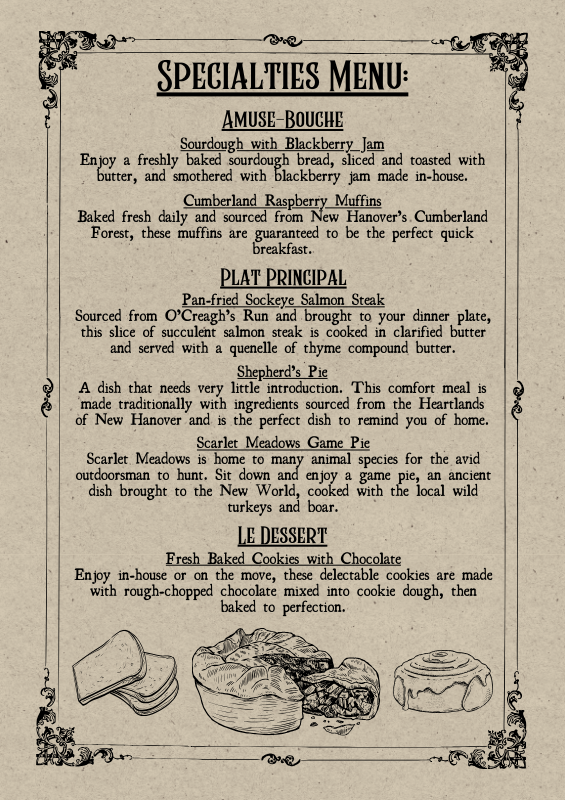 Specialties Menu:
Amuse-Bouche
Sourdough with Blackberry Jam
Enjoy a freshly baked sourdough bread, sliced and toasted with
butter, and smothered with blackberry jam made in-house.
Cumberland Raspberry Muffins
Baked fresh daily and sourced from New Hanover's Cumberland
Forest, these muffins are guaranteed to be the perfect quick
breakfast.
Plat Principal
Pan-fried Sockeye Salmon Steak
Sourced from O'Creagh's Run and brought to your dinner plate,
this slice of succulent salmon steak is cooked in clarified butter
and served with a quenelle of thyme compound butter.
Shepherd's Pie
A dish that needs very little introduction. This comfort meal is
made traditionally with ingredients sourced from the Heartlands
of New Hanover and is the perfect dish to remind you of home.
Scarlet Meadows Game Pie
Scarlet Meadows is home to many animal species for the avid
outdoorsman to hunt. Sit down and enjoy a game pie, an ancient
dish brought to the New World, cooked with the local wild
turkeys and boar.
Le Dessert
Fresh Baked Cookies with Chocolate
Enjoy in-house or on the move, these delectable cookies are made
with rough-chopped chocolate mixed into cookie dough, then
baked to perfection.